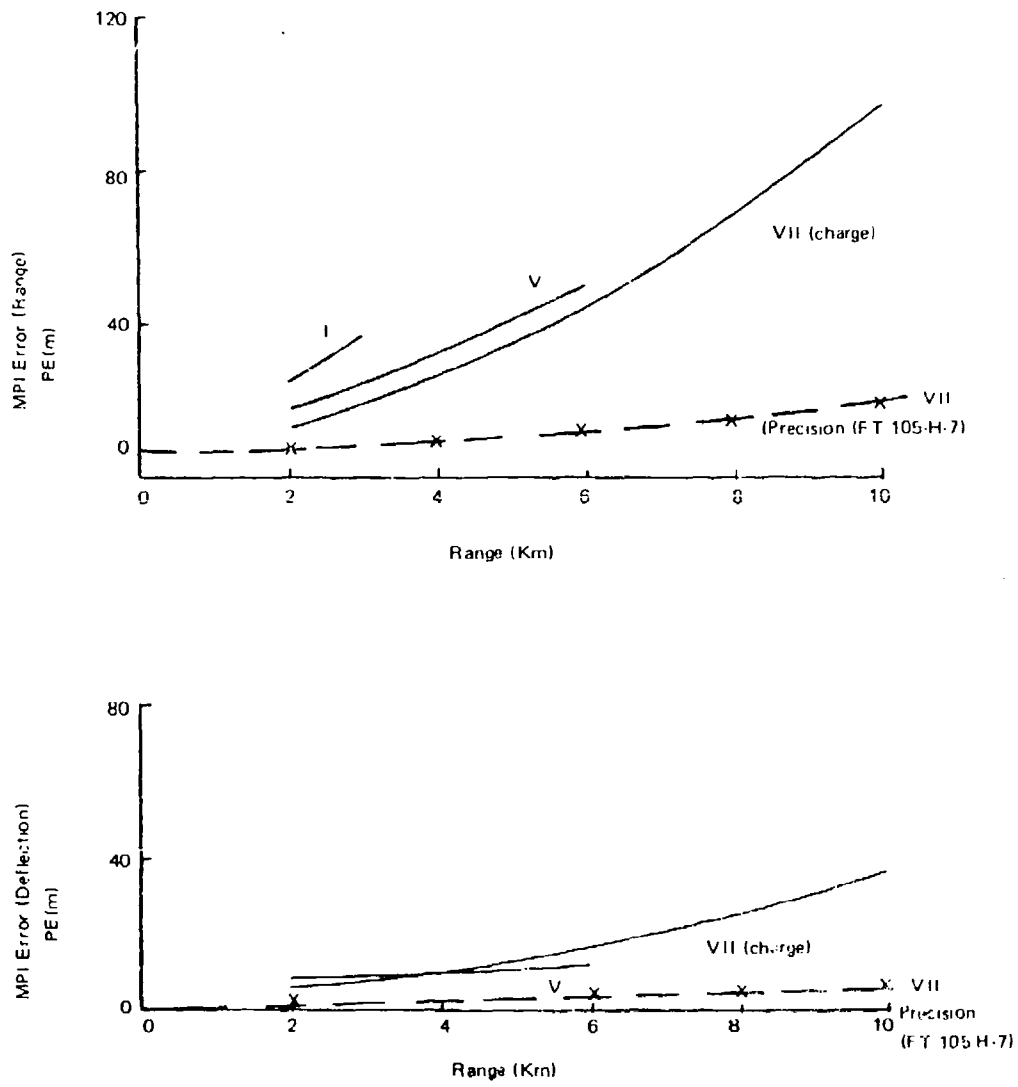 120
80
40
0
MPI Error (Range)
PE(m)
I
V
VII (charge)
VII
(Precision (FT 105-H-7)
0 2 4 6 8 10
Range (Km)
80
40
0
MPI Error (Deflection)
PE(m)
VII (charge)
V
VII
Precision
(FT 105 H-7)
0 2 4 6 8 10
Range (Km)